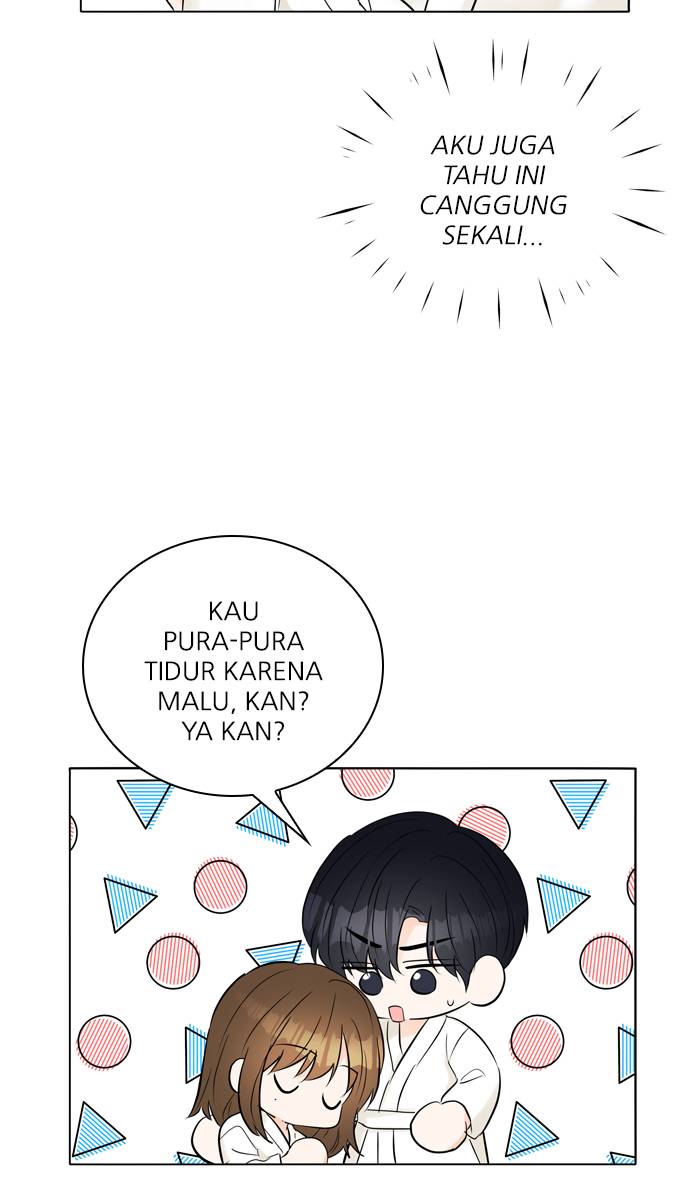 AKU JUGA
TAHU INI
CANGGUNG
SEKALI...
KAU
PURA-PURA
TIDUR KARENA
MALU, KAN?
YA KAN?